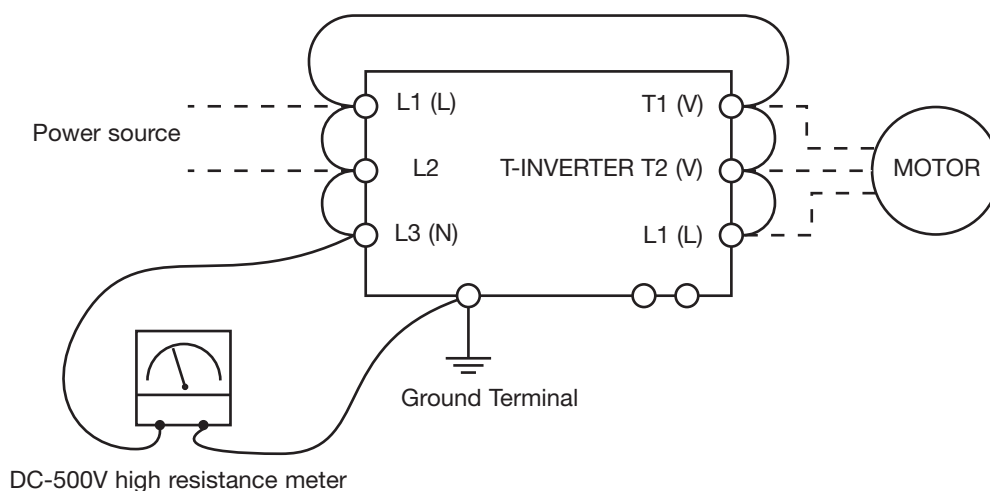 L1 (L)
T1 (V)
Power source
L2
T-INVERTER T2 (V)
MOTOR
L3 (N)
L1 (L)
Ground Terminal
DC-500V high resistance meter